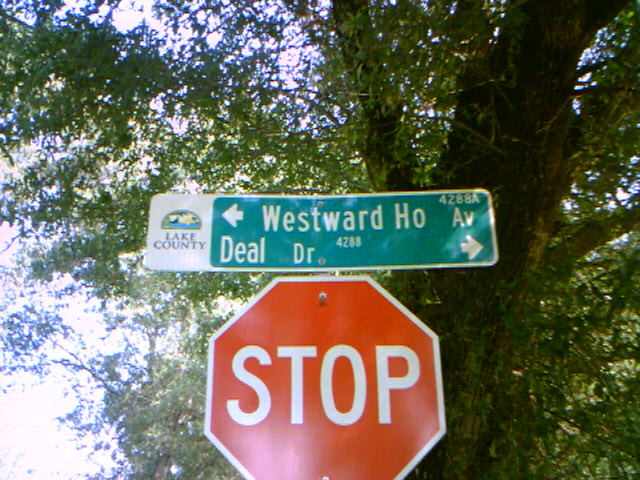 4288A
← Westward Ho Av
LAKE
COUNTY
Deal Dr 4288 →
STOP